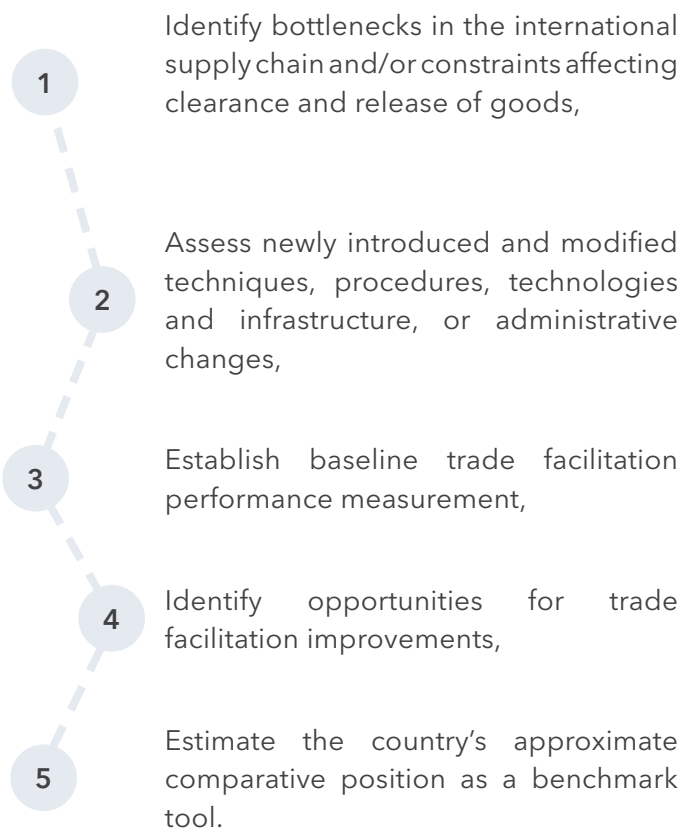 1
Identify bottlenecks in the international
supply chain and/or constraints affecting
clearance and release of goods,
2
Assess newly introduced and modified
techniques, procedures, technologies
and infrastructure, or administrative
changes,
3
Establish baseline trade facilitation
performance measurement,
4
Identify opportunities for trade
facilitation improvements,
5
Estimate the country’s approximate
comparative position as a benchmark
tool.